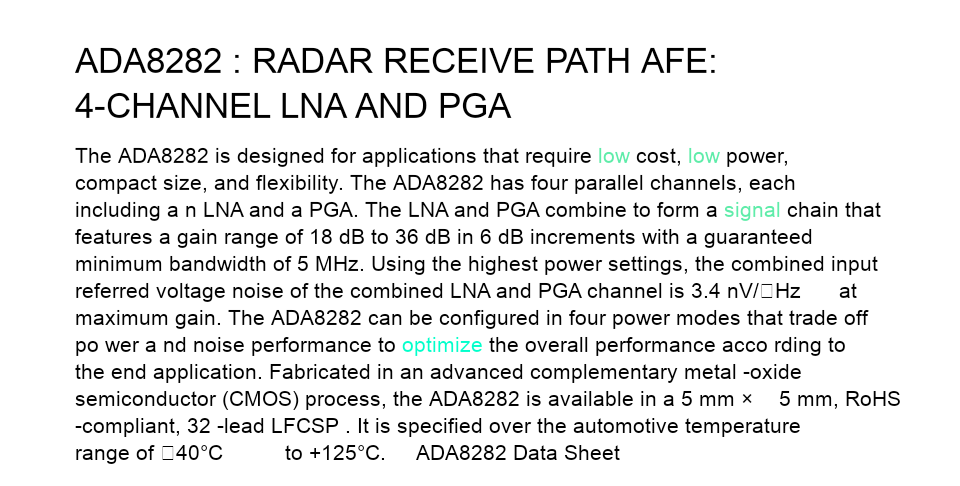 ADA8282 : RADAR RECEIVE PATH AFE:
4-CHANNEL LNA AND PGA
The ADA8282 is designed for applications that require low cost, low power,
compact size, and flexibility. The ADA8282 has four parallel channels, each
including a n LNA and a PGA. The LNA and PGA combine to form a signal chain that
features a gain range of 18 dB to 36 dB in 6 dB increments with a guaranteed
minimum bandwidth of 5 MHz. Using the highest power settings, the combined input
referred voltage noise of the combined LNA and PGA channel is 3.4 nV/□Hz at
maximum gain. The ADA8282 can be configured in four power modes that trade off
po wer a nd noise performance to optimize the overall performance acco rding to
the end application. Fabricated in an advanced complementary metal -oxide
semiconductor (CMOS) process, the ADA8282 is available in a 5 mm × 5 mm, RoHS
-compliant, 32 -lead LFCSP . It is specified over the automotive temperature
range of □40°C to +125°C. ADA8282 Data Sheet